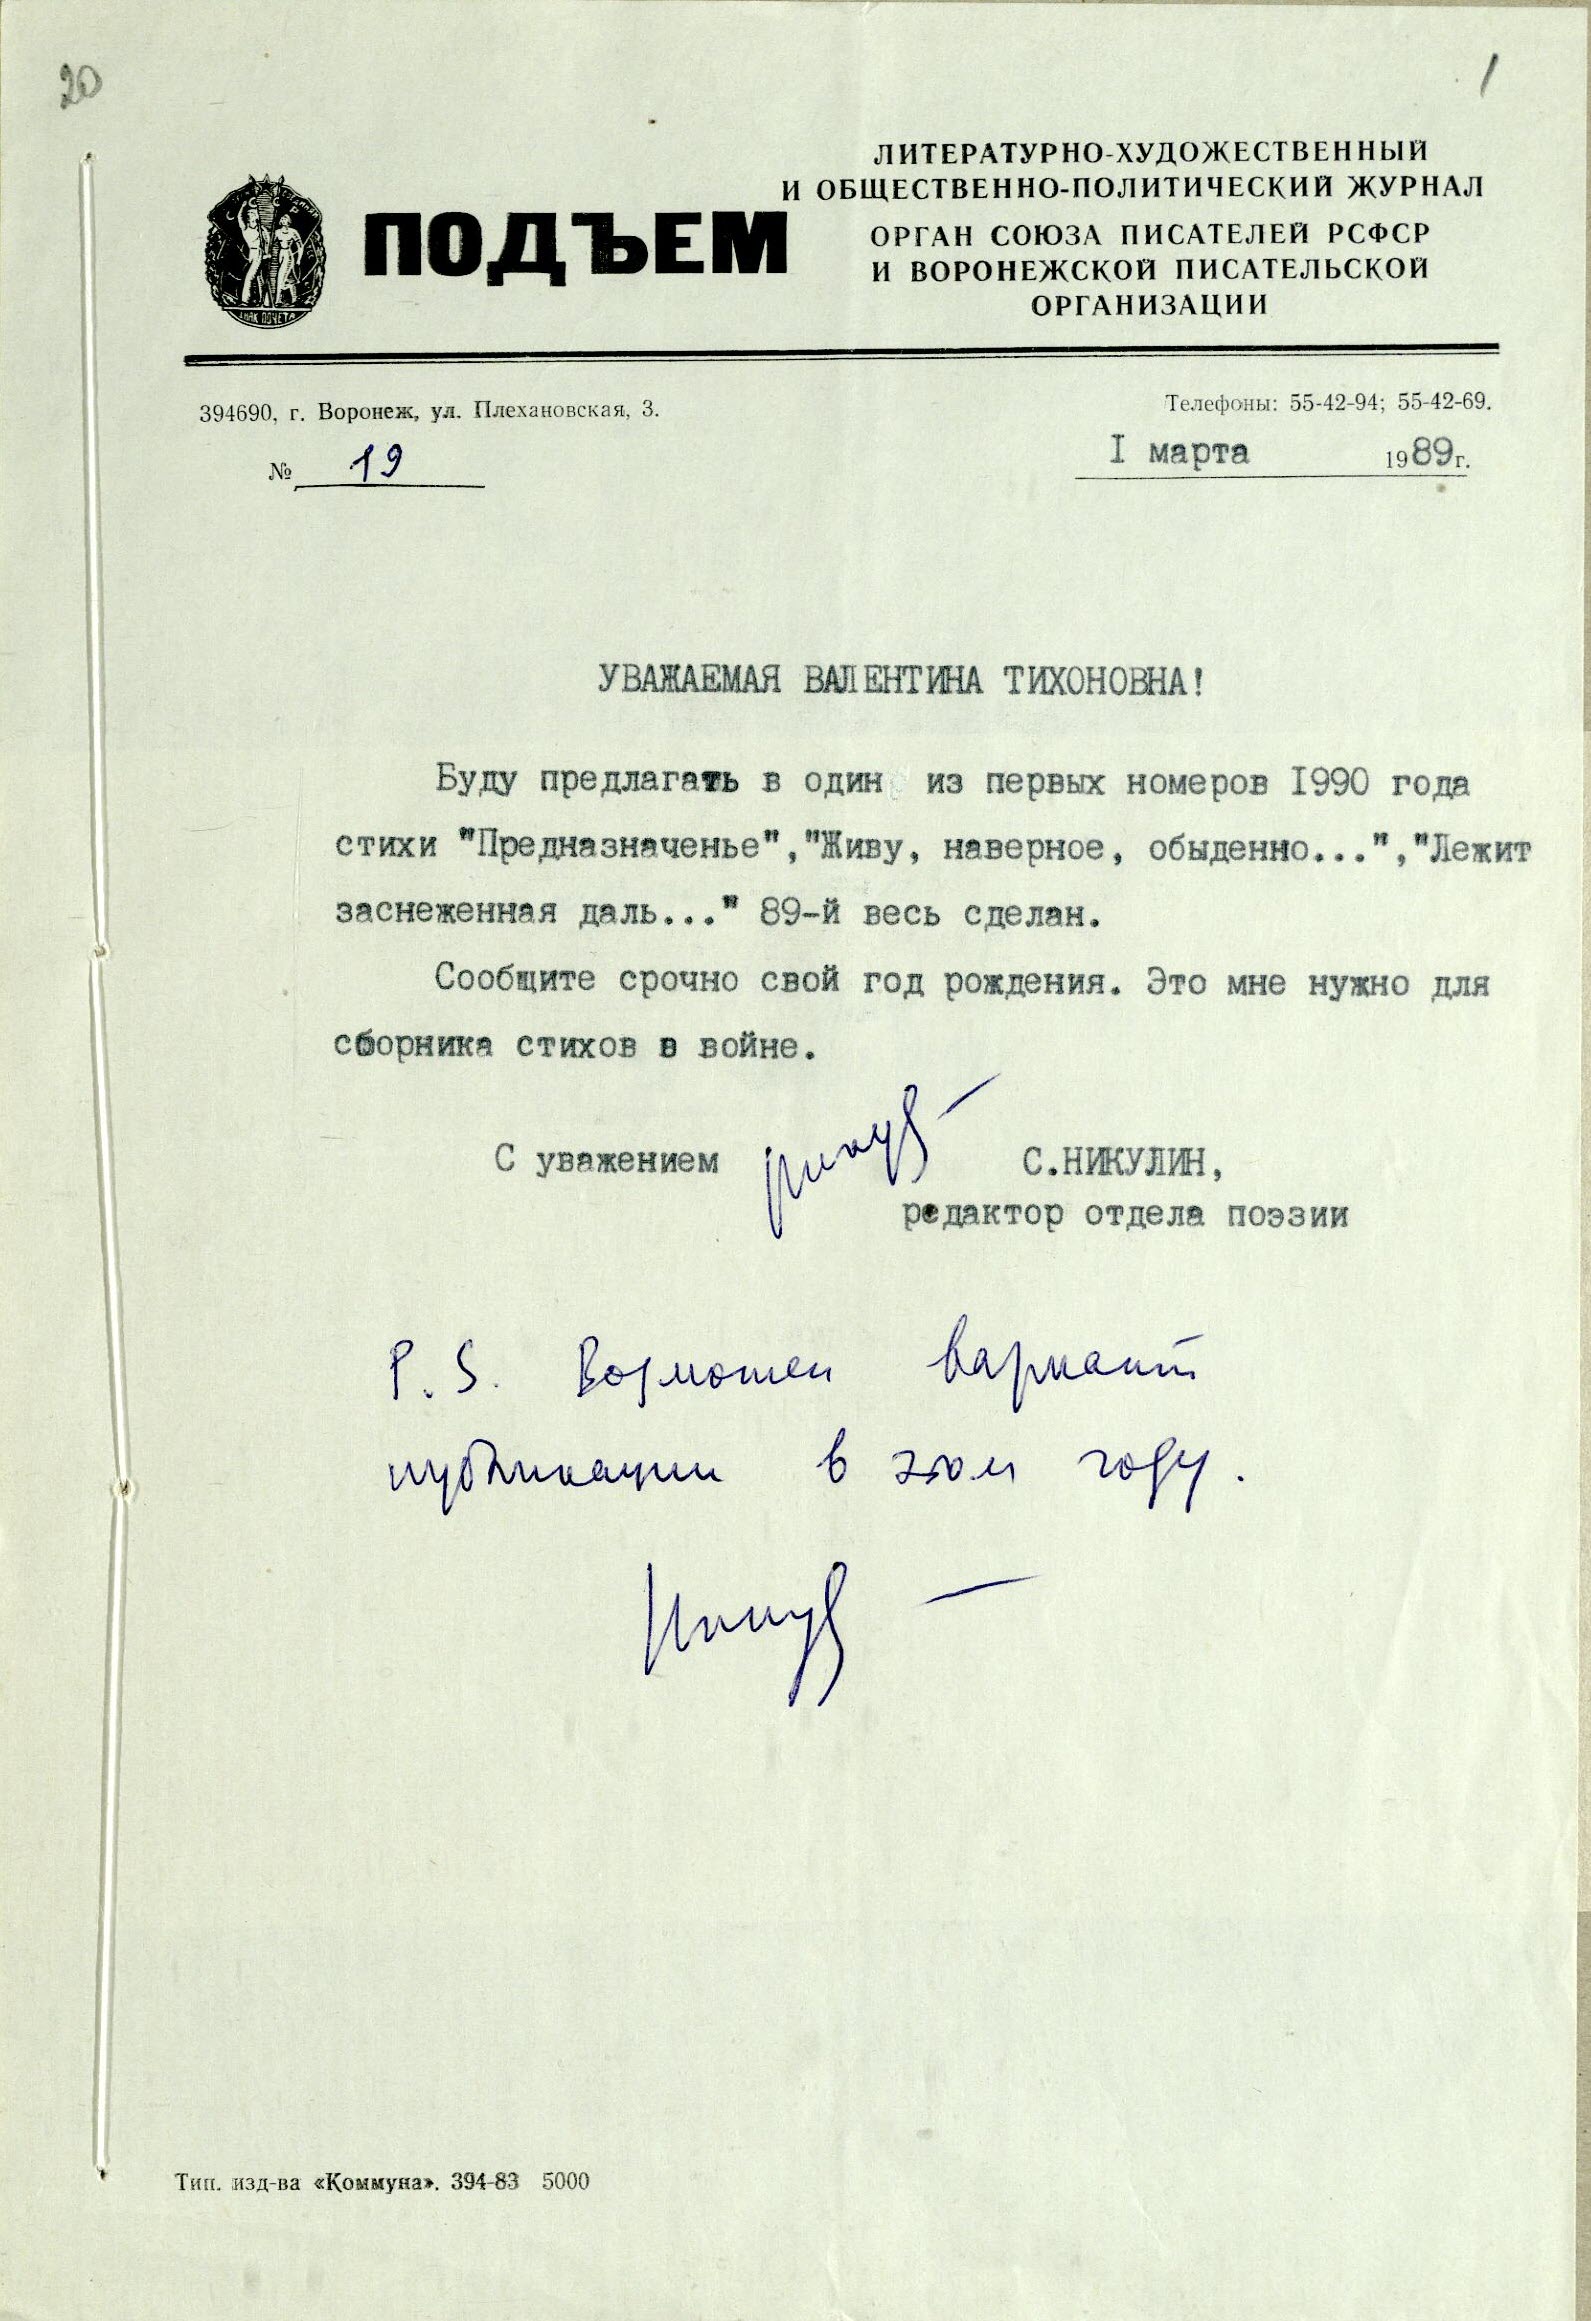 20
1
ПОДЪЕМ
ЛИТЕРАТУРНО-ХУДОЖЕСТВЕННЫЙ
И ОБЩЕСТВЕННО-ПОЛИТИЧЕСКИЙ ЖУРНАЛ
ОРГАН СОЮЗА ПИСАТЕЛЕЙ РСФСР
И ВОРОНЕЖСКОЙ ПИСАТЕЛЬСКОЙ
ОРГАНИЗАЦИИ
ЗНАК ПОЧЕТА
394690, г. Воронеж, ул. Плехановская, 3.
Телефоны: 55-42-94; 55-42-69.
№ 19
I марта 1989г.
УВАЖАЕМАЯ ВАЛЕНТИНА ТИХОНОВНА!
Буду предлагать в один из первых номеров I990 года
стихи "Предназначенье","Живу, наверное, обыденно...","Лежит
заснеженная даль..." 89-й весь сделан.
Сообщите срочно свой год рождения. Это мне нужно для
сборника стихов в войне.
С уважением С.НИКУЛИН,
редактор отдела поэзии
P.S. Возможен вариант
публикации в этом году.
Тип. изд-ва «Коммуна». 394-83 5000